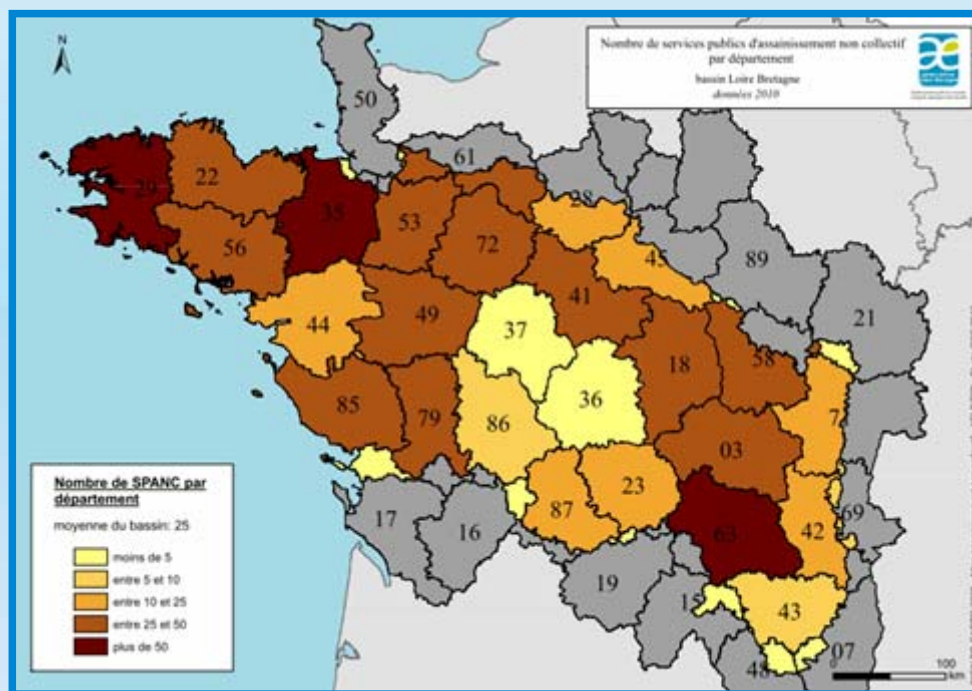 N
Nombre de services publics d'assainissement non collectif
par département
bassin Loire Bretagne
données 2010
50
61
28
29
22
35
53
72
56
45
89
41
21
44
49
37
18
58
36
85
79
86
7
03
23
87
42
69
17
16
63
19
15
43
48
07
Nombre de SPANC par
département
moyenne du bassin: 25
moins de 5
entre 5 et 10
entre 10 et 25
entre 25 et 50
plus de 50
0
100
km